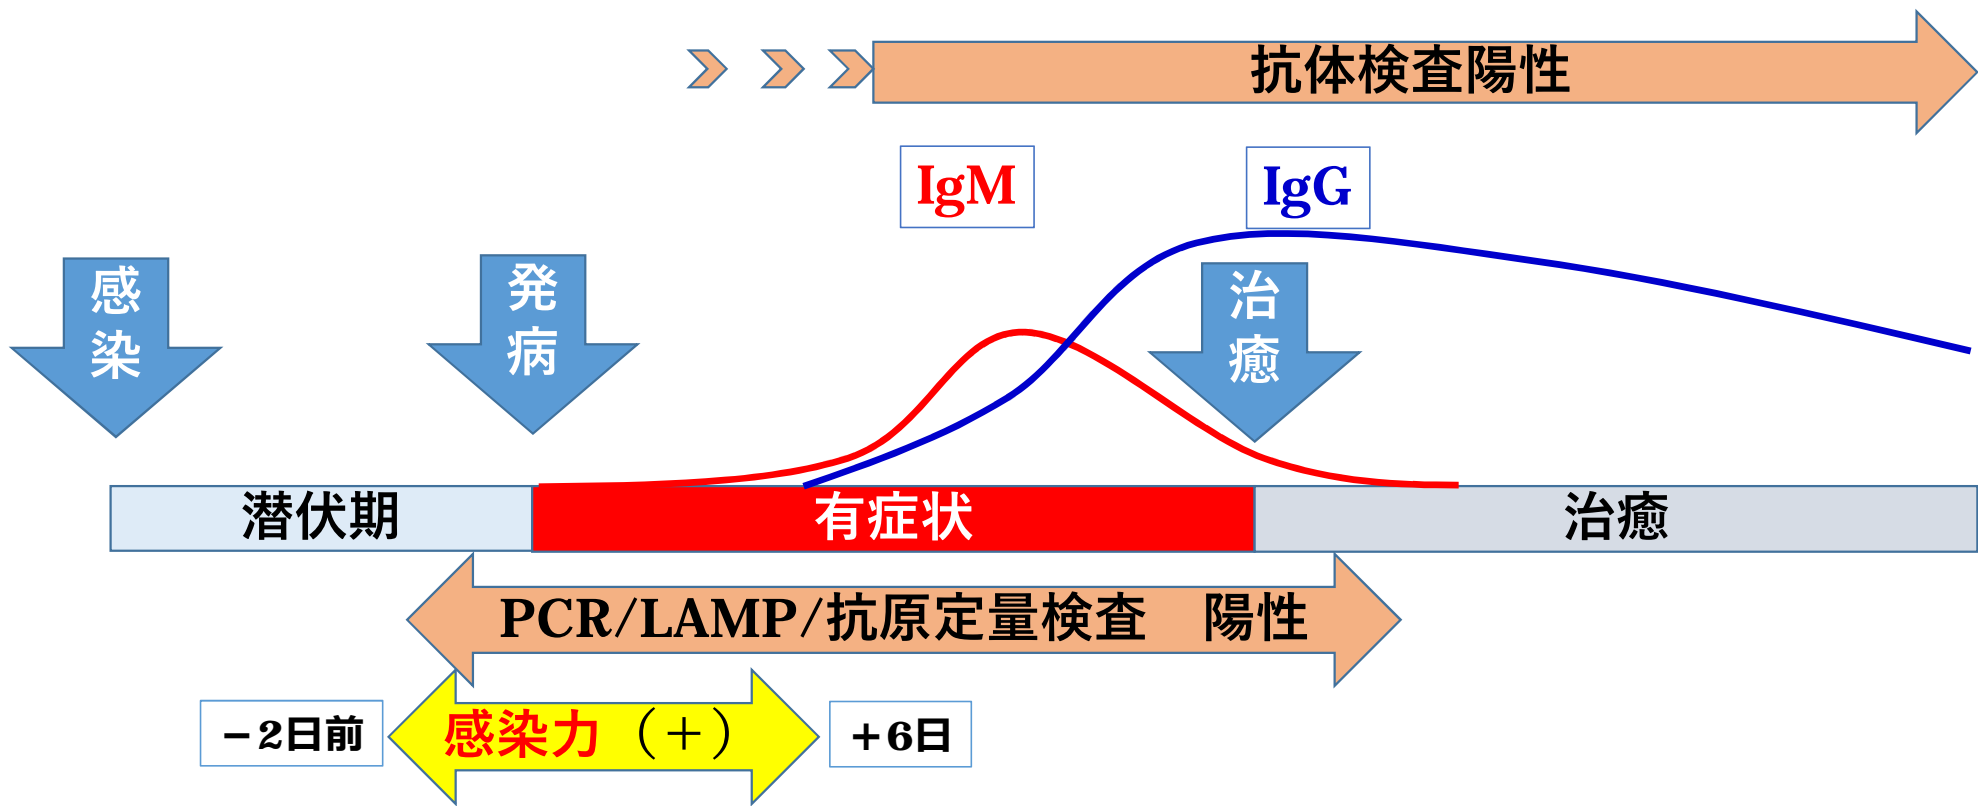 抗体検査陽性
IgM
IgG
感
染
発
病
治
癒
潜伏期
有症状
治癒
PCR/LAMP/抗原定量検査　陽性
－2日前
感染力（＋）
＋6日